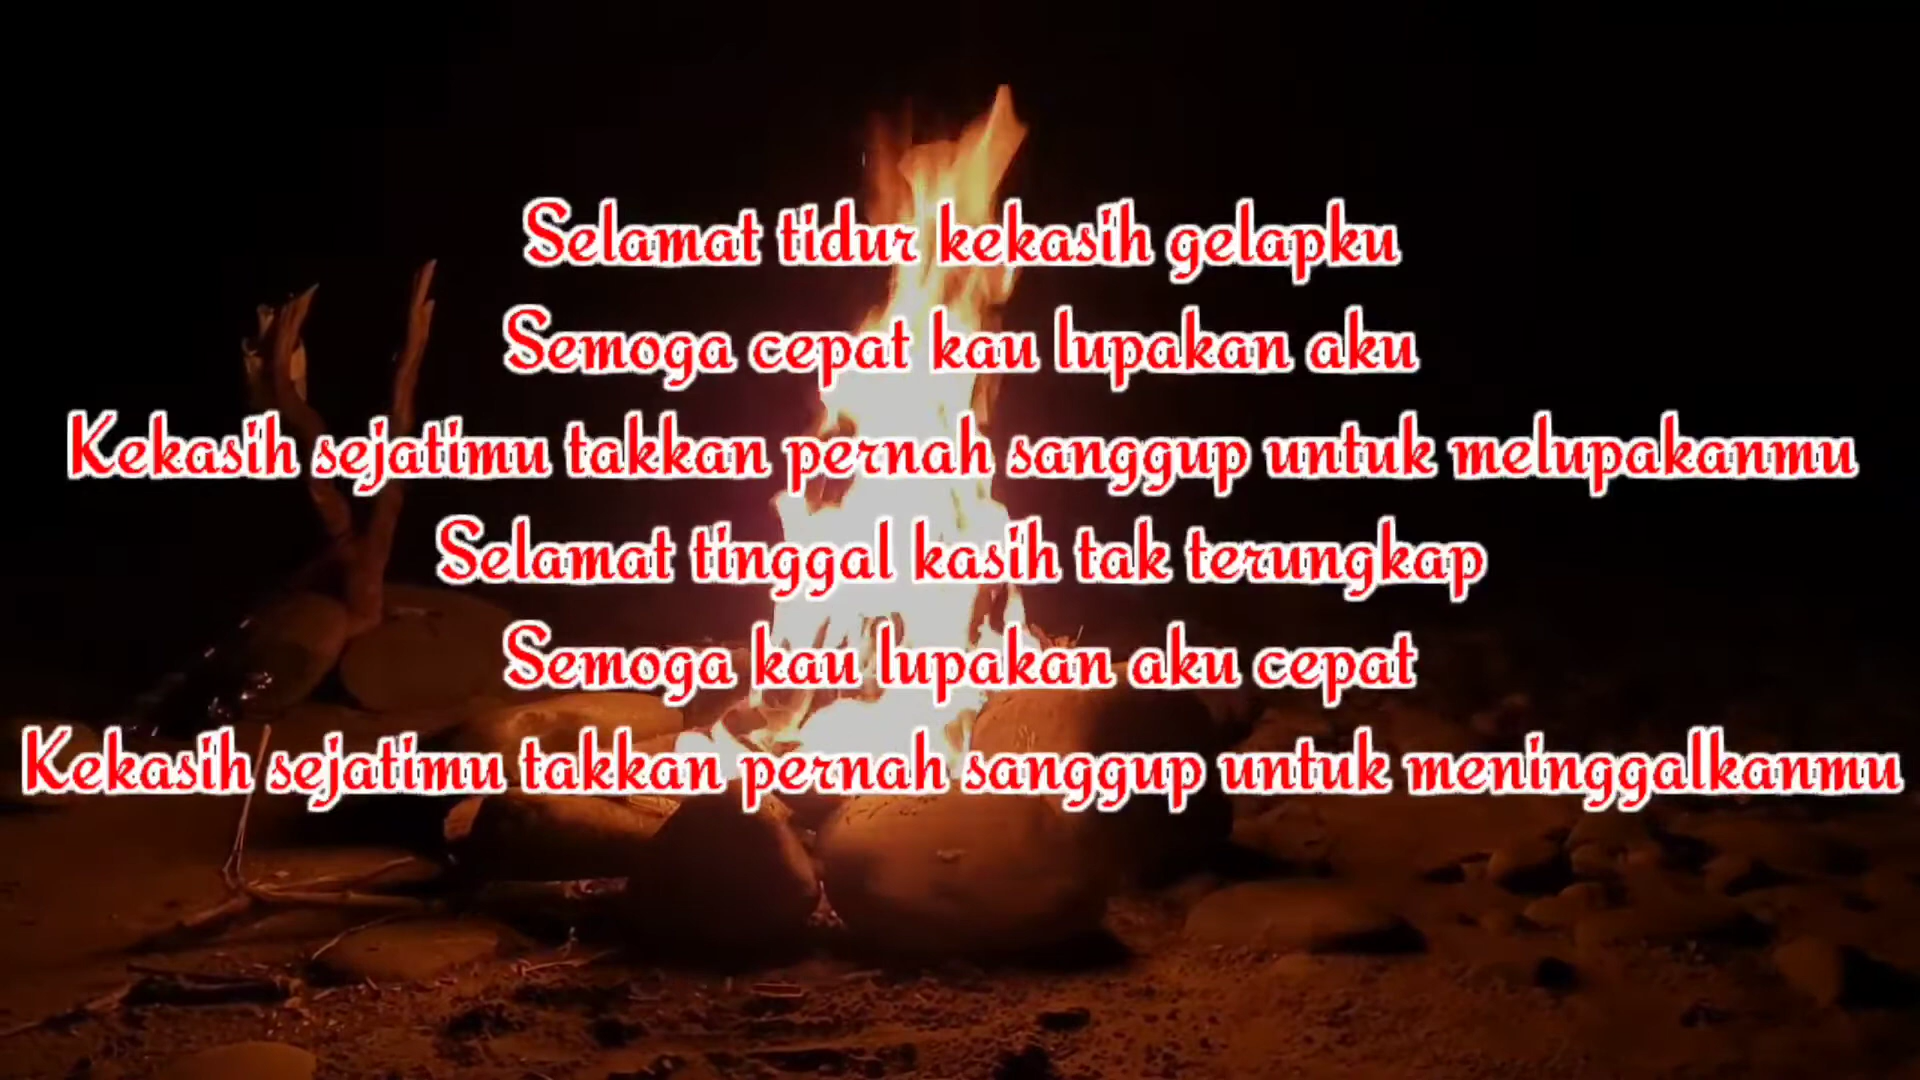 Selamat tidur kekasih gelapku
Semoga cepat kau lupakan aku
Kekasih sejatimu takkan pernah sanggup untuk melupakanmu
Selamat tinggal kasih tak terungkap
Semoga kau lupakan aku cepat
Kekasih sejatimu takkan pernah sanggup untuk meninggalkanmu